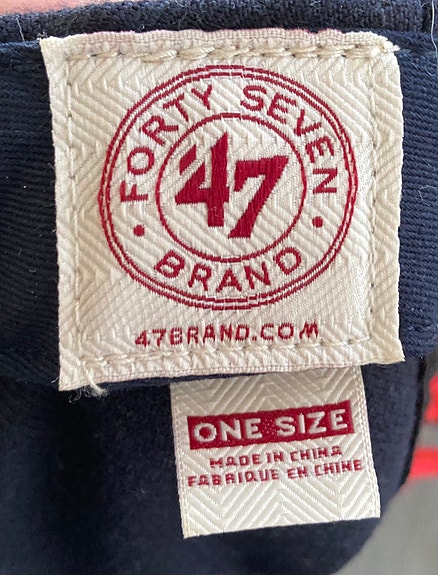 FORTY SEVEN
'47
BRAND
47BRAND.COM
ONE SIZE
MADE IN CHINA
FABRIQUE EN CHINE